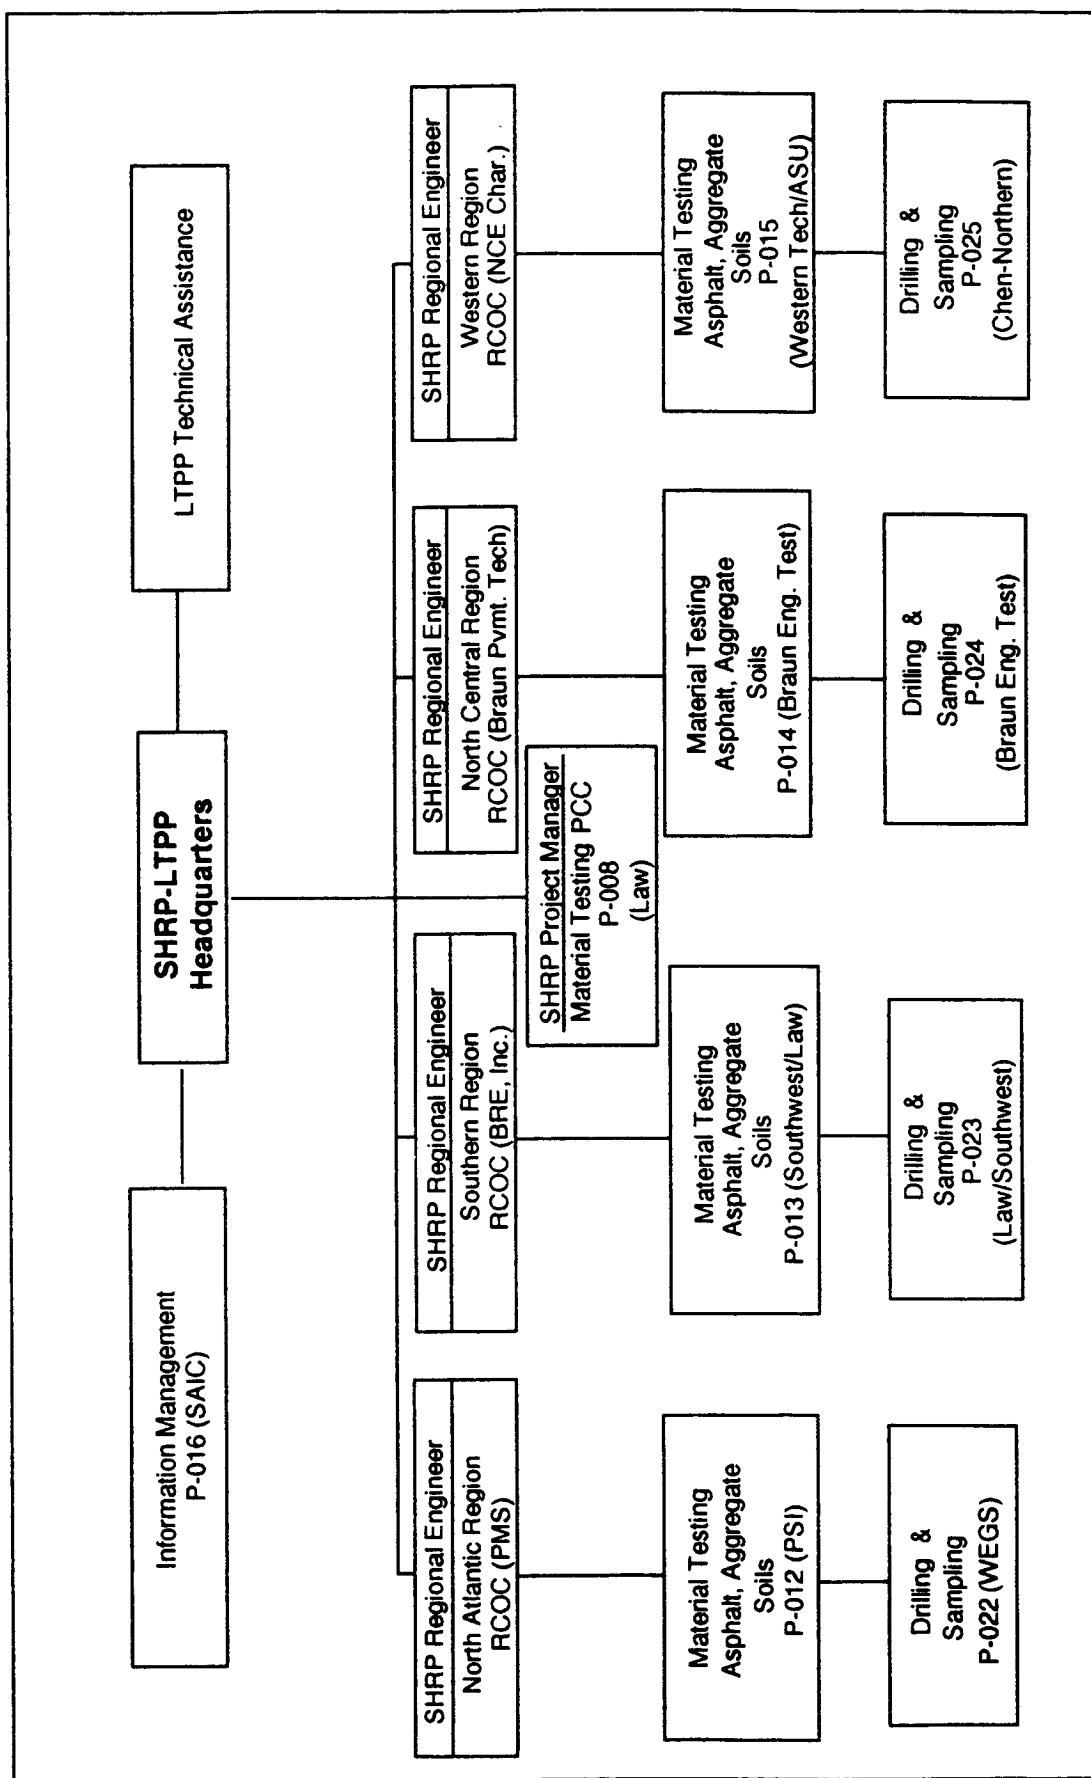 Information Management
P-016 (SAIC)
SHRP-LTPP
Headquarters
LTPP Technical Assistance
SHRP Regional Engineer
North Atlantic Region
RCOC (PMS)
SHRP Regional Engineer
Southern Region
RCOC (BRE, Inc.)
SHRP Regional Engineer
North Central Region
RCOC (Braun Pvmt. Tech)
SHRP Regional Engineer
Western Region
RCOC (NCE Char.)
SHRP Project Manager
Material Testing PCC
P-008
(Law)
Material Testing
Asphalt, Aggregate
Soils
P-012 (PSI)
Material Testing
Asphalt, Aggregate
Soils
P-013 (Southwest/Law)
Material Testing
Asphalt, Aggregate
Soils
P-014 (Braun Eng. Test)
Material Testing
Asphalt, Aggregate
Soils
P-015
(Western Tech/ASU)
Drilling &
Sampling
P-022 (WEGS)
Drilling &
Sampling
P-023
(Law/Southwest)
Drilling &
Sampling
P-024
(Braun Eng. Test)
Drilling &
Sampling
P-025
(Chen-Northern)